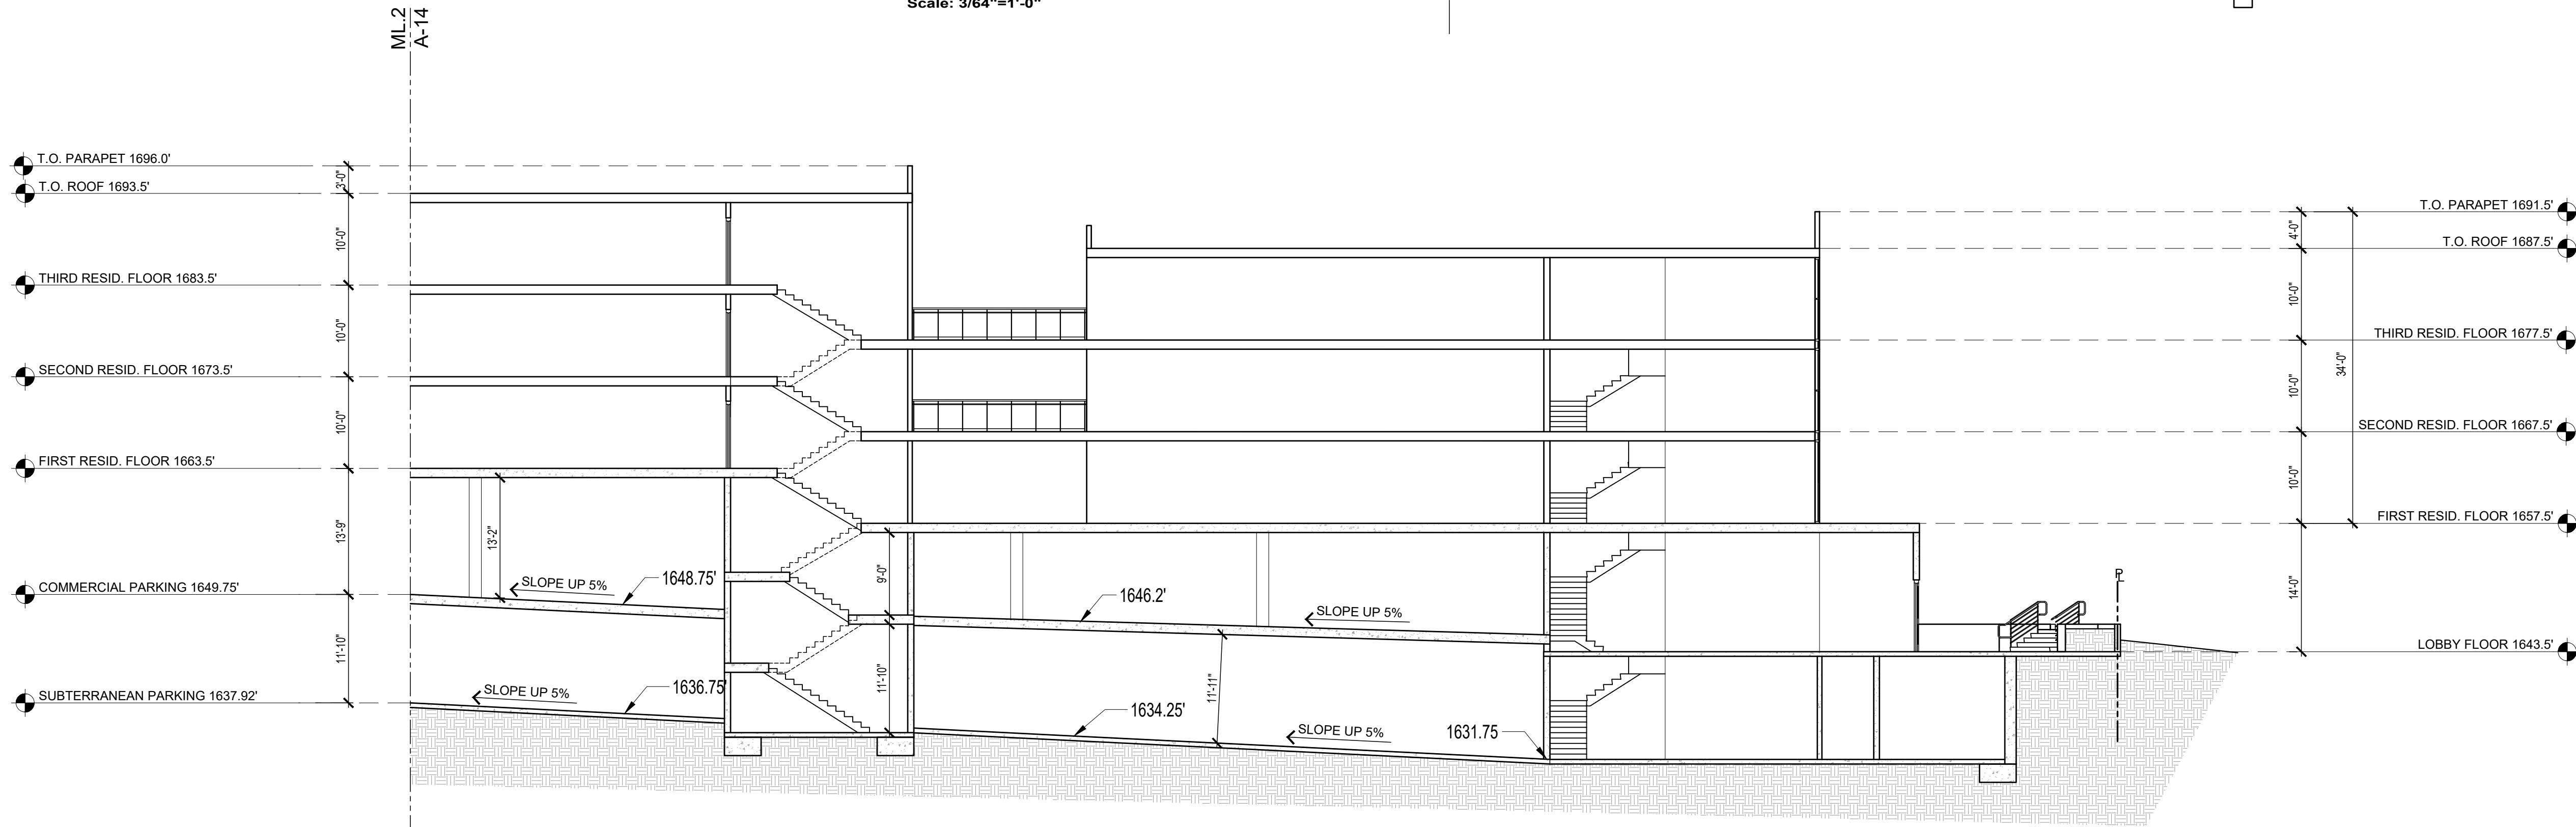 Scale: 3/64"=1'-0"
ML.2
A-14
T.O. PARAPET 1696.0'
3'-0"
T.O. ROOF 1693.5'
10'-0"
THIRD RESID. FLOOR 1683.5'
10'-0"
SECOND RESID. FLOOR 1673.5'
10'-0"
FIRST RESID. FLOOR 1663.5'
13'-9"
COMMERCIAL PARKING 1649.75'
11'-10"
SUBTERRANEAN PARKING 1637.92'
13'-2"
SLOPE UP 5%
1648.75'
SLOPE UP 5%
1636.75'
9'-0"
11'-10"
1646.2'
SLOPE UP 5%
11'-11"
1634.25'
SLOPE UP 5%
1631.75
PL
T.O. PARAPET 1691.5'
4'-0"
T.O. ROOF 1687.5'
10'-0"
THIRD RESID. FLOOR 1677.5'
34'-0"
10'-0"
SECOND RESID. FLOOR 1667.5'
10'-0"
FIRST RESID. FLOOR 1657.5'
14'-0"
LOBBY FLOOR 1643.5'